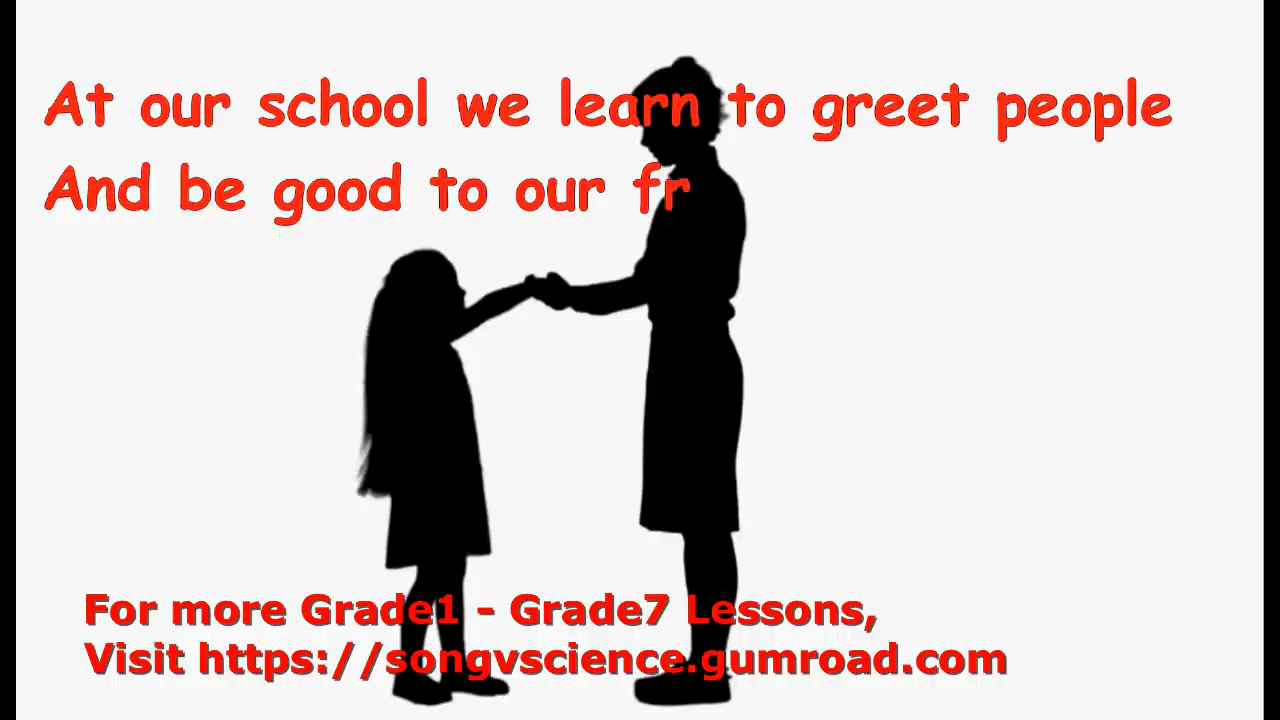 At our school we learn to greet people
And be good to our fr
For more Grade1 - Grade7 Lessons,
Visit https://songvscience.gumroad.com